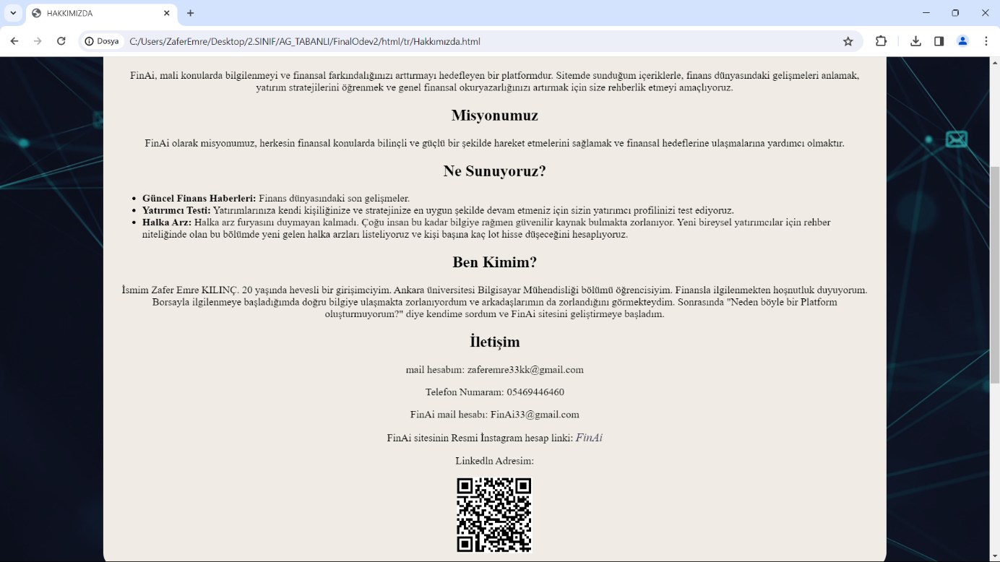 HAKKIMIZDA
Dosya
C:/Users/ZaferEmre/Desktop/2.SINIF/AG_TABANLI/FinalOdev2/html/tr/Hakkımızda.html
FinAi, mali konularda bilgilenmeyi ve finansal farkındalığınızı arttırmayı hedefleyen bir platformdur. Sitemde sunduğum içeriklerle, finans dünyasındaki gelişmeleri anlamak,
yatırım stratejilerini öğrenmek ve genel finansal okuryazarlığınızı artırmak için size rehberlik etmeyi amaçlıyoruz.
Misyonumuz
FinAi olarak misyonumuz, herkesin finansal konularda bilinçli ve güçlü bir şekilde hareket etmelerini sağlamak ve finansal hedeflerine ulaşmalarına yardımcı olmaktır.
Ne Sunuyoruz?
• Güncel Finans Haberleri: Finans dünyasındaki son gelişmeler.
• Yatırımcı Testi: Yatırımlarınıza kendi kişiliğinize ve stratejinize en uygun şekilde devam etmeniz için sizin yatırımcı profilinizi test ediyoruz.
• Halka Arz: Halka arz furyasını duymayan kalmadı. Çoğu insan bu kadar bilgiye rağmen güvenilir kaynak bulmakta zorlanıyor. Yeni bireysel yatırımcılar için rehber
niteliğinde olan bu bölümde yeni gelen halka arzları listeliyoruz ve kişi başına kaç lot hisse düşeceğini hesaplıyoruz.
Ben Kimim?
İsmim Zafer Emre KILINÇ. 20 yaşında hevesli bir girişimciyim. Ankara üniversitesi Bilgisayar Mühendisliği bölümü öğrencisiyim. Finansla ilgilenmekten hoşnutluk duyuyorum.
Borsayla ilgilenmeye başladığımda doğru bilgiye ulaşmakta zorlanıyordum ve arkadaşlarımın da zorlandığını görmekteydim. Sonrasında "Neden böyle bir Platform
oluşturmuyorum?" diye kendime sordum ve FinAi sitesini geliştirmeye başladım.
İletişim
mail hesabım: zaferemre33kk@gmail.com
Telefon Numaram: 05469446460
FinAi mail hesabı: FinAi33@gmail.com
FinAi sitesinin Resmi İnstagram hesap linki: FinAi
Linkedln Adresim: